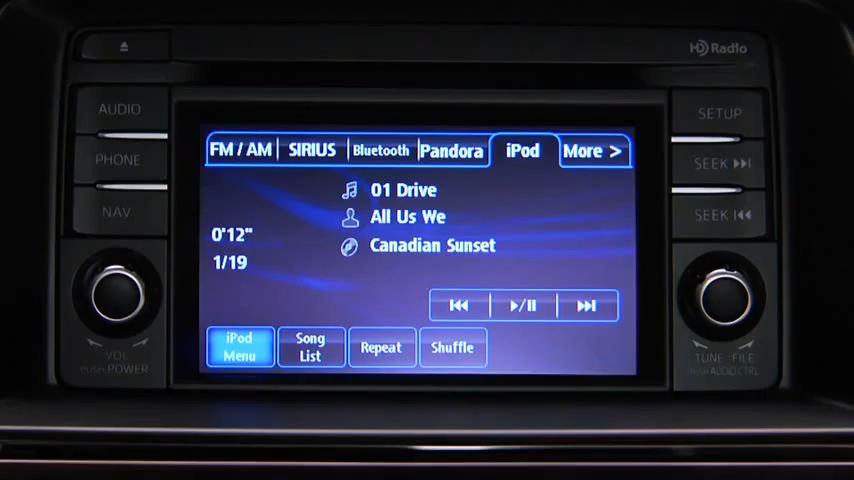 HD Radio
AUDIO
PHONE
NAV
SETUP
SEEK
SEEK
FM / AM SIRIUS Bluetooth Pandora iPod More >
01 Drive
All Us We
Canadian Sunset
0'12"
1/19
iPod Menu
Song List
Repeat
Shuffle
VOL
PUSH POWER
TUNE FILE
PUSH AUDIO CTRL